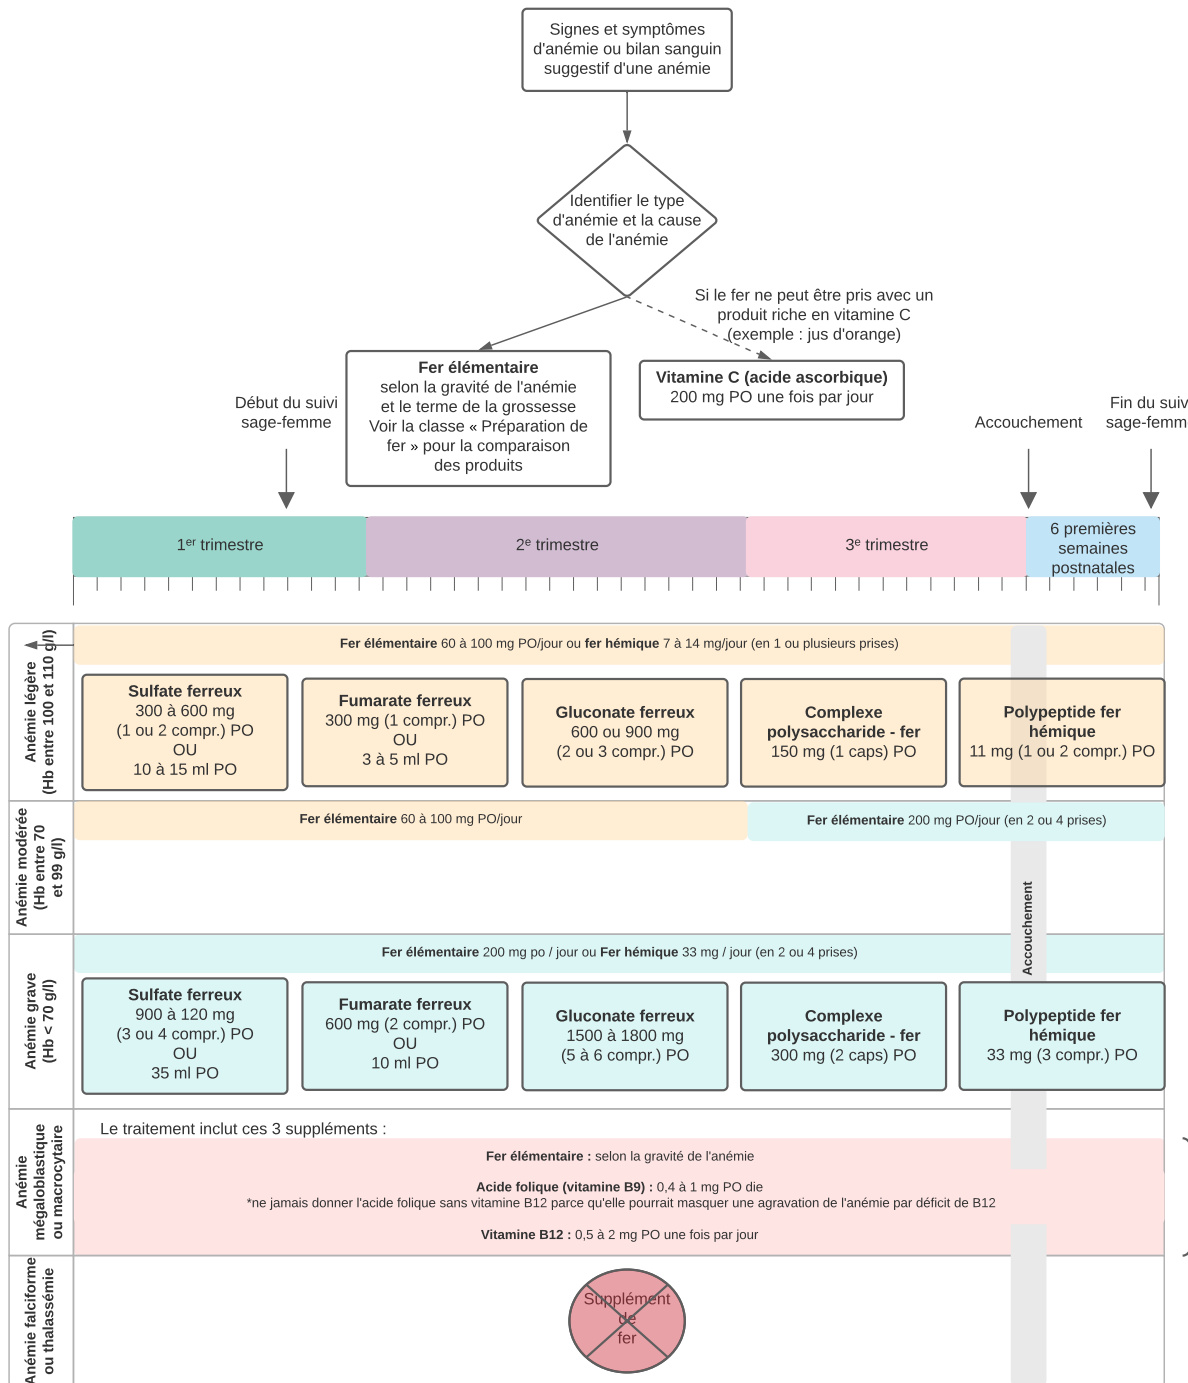 Signes et symptômes
d'anémie ou bilan sanguin
suggestif d'une anémie
Identifier le type
d'anémie et la cause
de l'anémie
Si le fer ne peut être pris avec un
produit riche en vitamine C
(exemple : jus d'orange)
Fer élémentaire
selon la gravité de l'anémie
et le terme de la grossesse
Voir la classe « Préparation de
fer » pour la comparaison
des produits
Vitamine C (acide ascorbique)
200 mg PO une fois par jour
Début du suivi
sage-femme
Accouchement
Fin du suiv
sage-femm
1er trimestre
2e trimestre
3e trimestre
6 premières
semaines
postnatales
Anémie légère
(Hb entre 100 et 110 g/l)
Fer élémentaire 60 à 100 mg PO/jour ou fer hémique 7 à 14 mg/jour (en 1 ou plusieurs prises)
Sulfate ferreux
300 à 600 mg
(1 ou 2 compr.) PO
OU
10 à 15 ml PO
Fumarate ferreux
300 mg (1 compr.) PO
OU
3 à 5 ml PO
Gluconate ferreux
600 ou 900 mg
(2 ou 3 compr.) PO
Complexe
polysaccharide - fer
150 mg (1 caps) PO
Polypeptide fer
hémique
11 mg (1 ou 2 compr.) PO
Anémie modérée
(Hb entre 70
et 99 g/l)
Fer élémentaire 60 à 100 mg PO/jour
Fer élémentaire 200 mg PO/jour (en 2 ou 4 prises)
Accouchement
Anémie grave
(Hb < 70 g/l)
Fer élémentaire 200 mg po / jour ou Fer hémique 33 mg / jour (en 2 ou 4 prises)
Sulfate ferreux
900 à 120 mg
(3 ou 4 compr.) PO
OU
35 ml PO
Fumarate ferreux
600 mg (2 compr.) PO
OU
10 ml PO
Gluconate ferreux
1500 à 1800 mg
(5 à 6 compr.) PO
Complexe
polysaccharide - fer
300 mg (2 caps) PO
Polypeptide fer
hémique
33 mg (3 compr.) PO
Anémie
mégaloblastique
ou macrocytaire
Le traitement inclut ces 3 suppléments :
Fer élémentaire : selon la gravité de l'anémie
Acide folique (vitamine B9) : 0,4 à 1 mg PO die
*ne jamais donner l'acide folique sans vitamine B12 parce qu'elle pourrait masquer une agravation de l'anémie par déficit de B12
Vitamine B12 : 0,5 à 2 mg PO une fois par jour
Anémie falciforme
ou thalassémie
Supplément
de
fer